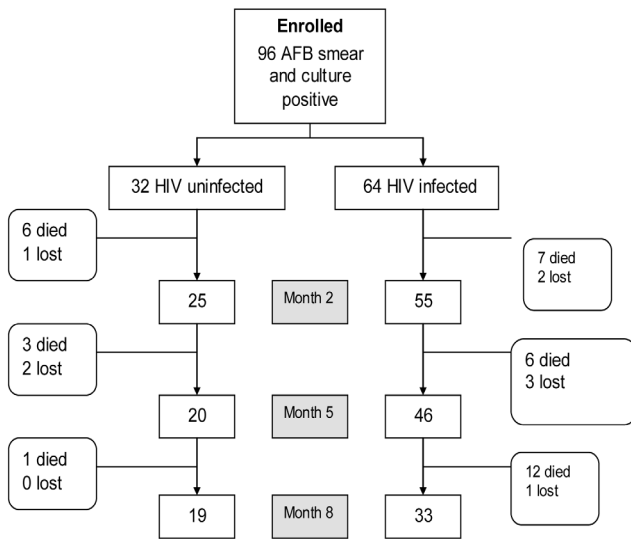 Enrolled
96 AFB smear
and culture
positive
32 HIV uninfected
64 HIV infected
6 died
1 lost
7 died
2 lost
25
Month 2
55
3 died
2 lost
6 died
3 lost
20
Month 5
46
1 died
0 lost
12 died
1 lost
19
Month 8
33